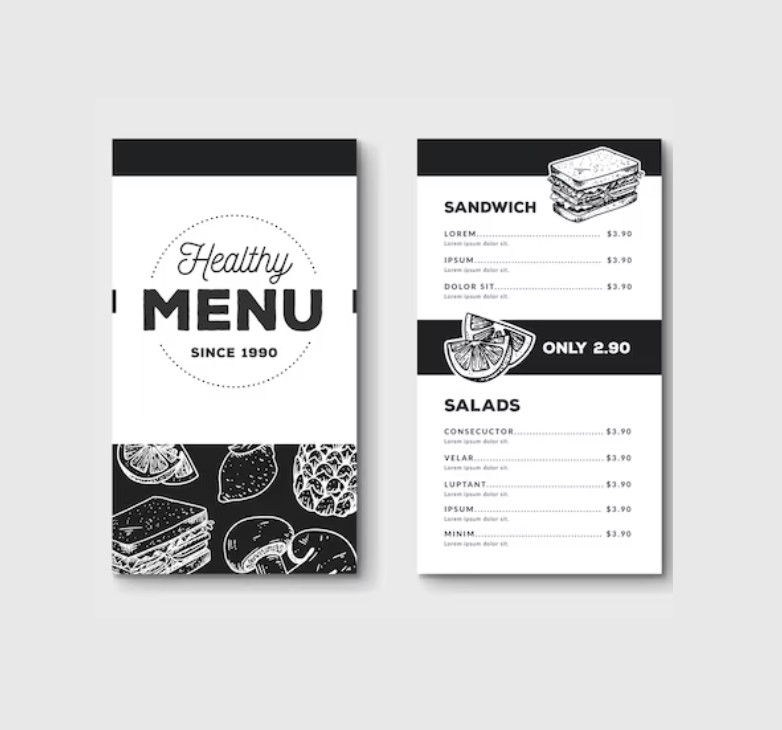 Healthy
MENU
SINCE 1990
SANDWICH
LOREM................................ $3.90
Lorem ipsum dolor sit.
IPSUM................................ $3.90
Lorem ipsum dolor sit.
DOLOR SIT........................... $3.90
Lorem ipsum dolor sit.
ONLY 2.90
SALADS
CONSECUCTOR....................... $3.90
Lorem ipsum dolor sit.
VELAR................................ $3.90
Lorem ipsum dolor sit.
LUPTANT............................. $3.90
Lorem ipsum dolor sit.
IPSUM................................ $3.90
Lorem ipsum dolor sit.
MINIM................................ $3.90
Lorem ipsum dolor sit.